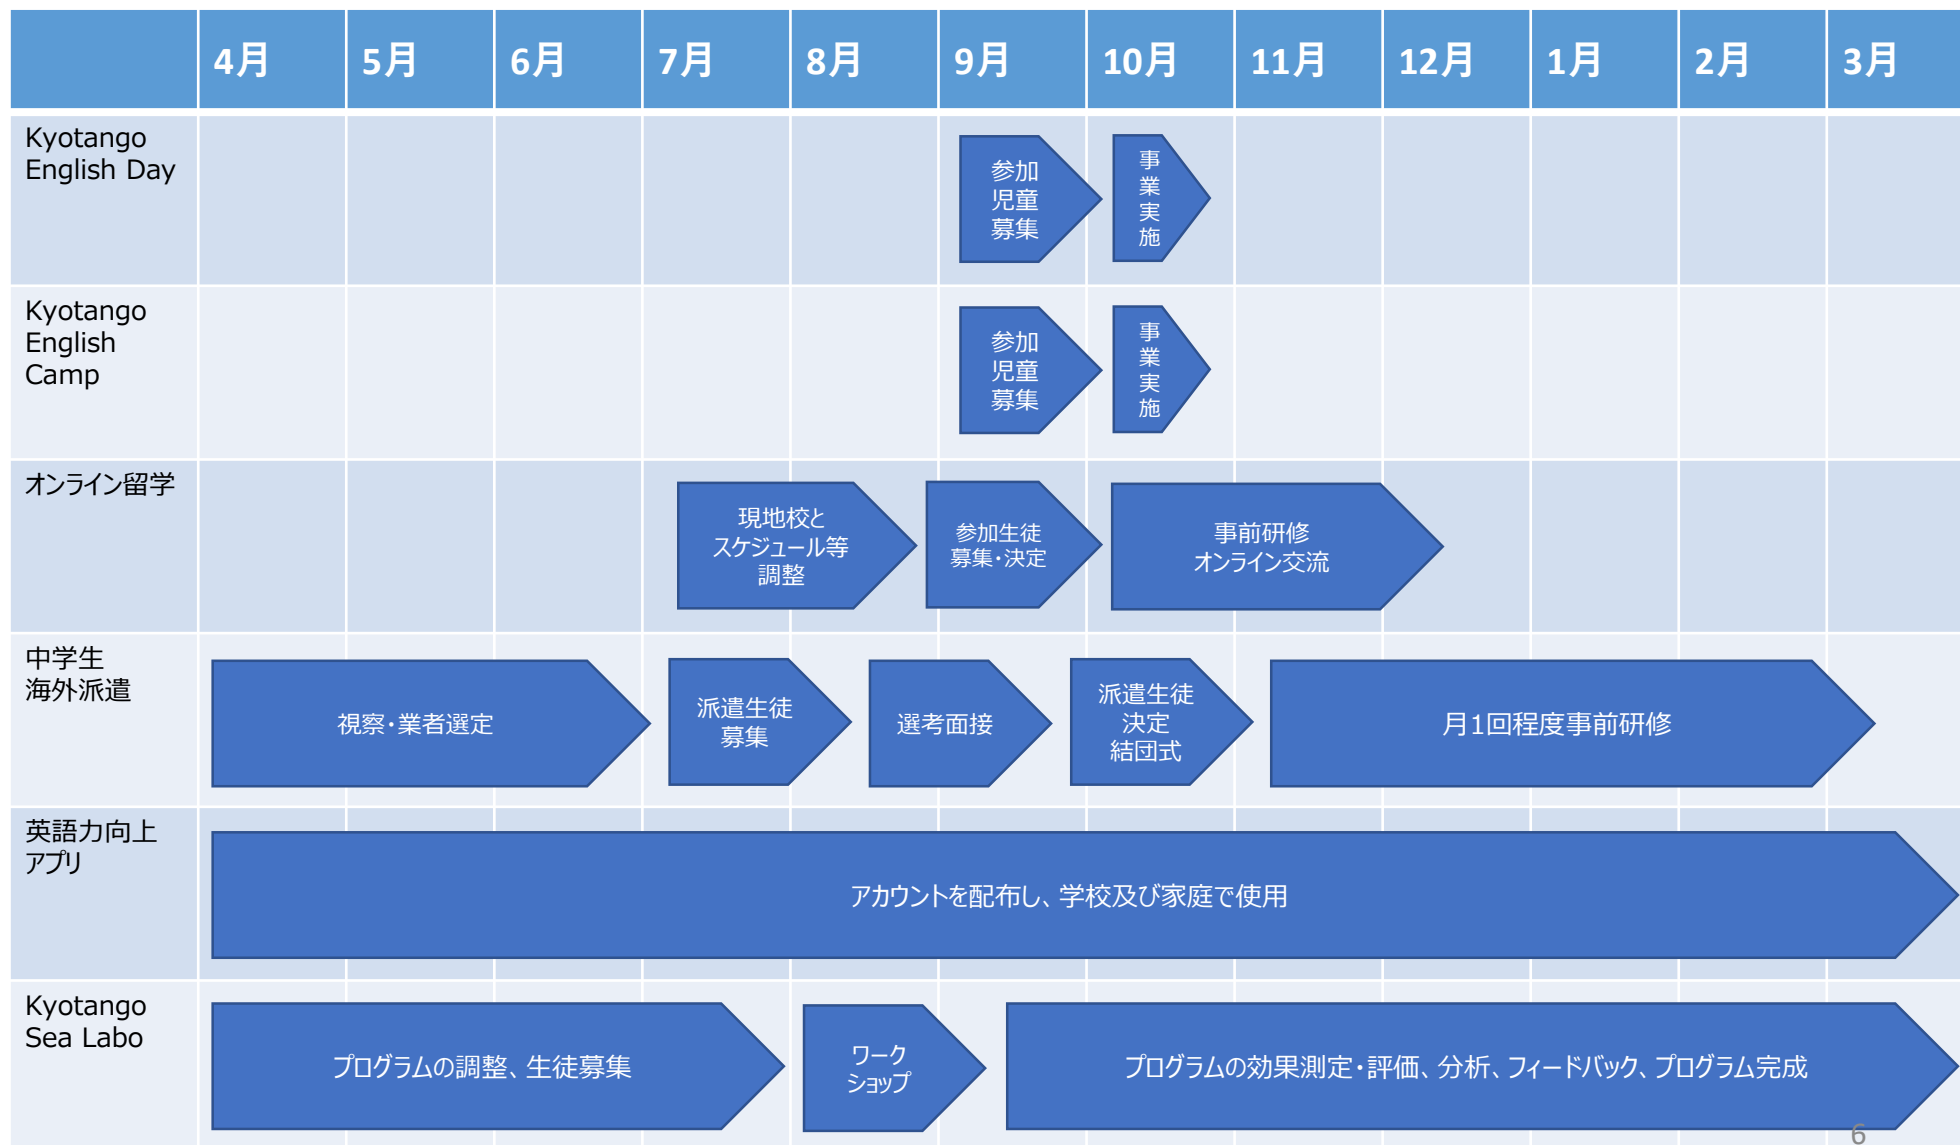 4月 5月 6月 7月 8月 9月 10月 11月 12月 1月 2月 3月
Kyotango
English Day
参加
児童
募集
事
業
実
施
Kyotango
English
Camp
参加
児童
募集
事
業
実
施
オンライン留学
現地校と
スケジュール等
調整
参加生徒
募集・決定
事前研修
オンライン交流
中学生
海外派遣
視察・業者選定
派遣生徒
募集
選考面接
派遣生徒
決定
結団式
月1回程度事前研修
英語力向上
アプリ
アカウントを配布し、学校及び家庭で使用
Kyotango
Sea Labo
プログラムの調整、生徒募集
ワーク
ショップ
プログラムの効果測定・評価、分析、フィードバック、プログラム完成
6